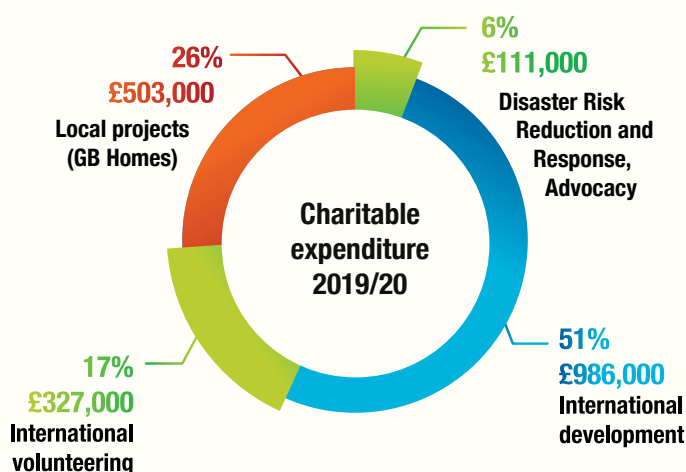 6%
£111,000
Disaster Risk
Reduction and
Response,
Advocacy
26%
£503,000
Local projects
(GB Homes)
Charitable
expenditure
2019/20
51%
£986,000
International
development
17%
£327,000
International
volunteering